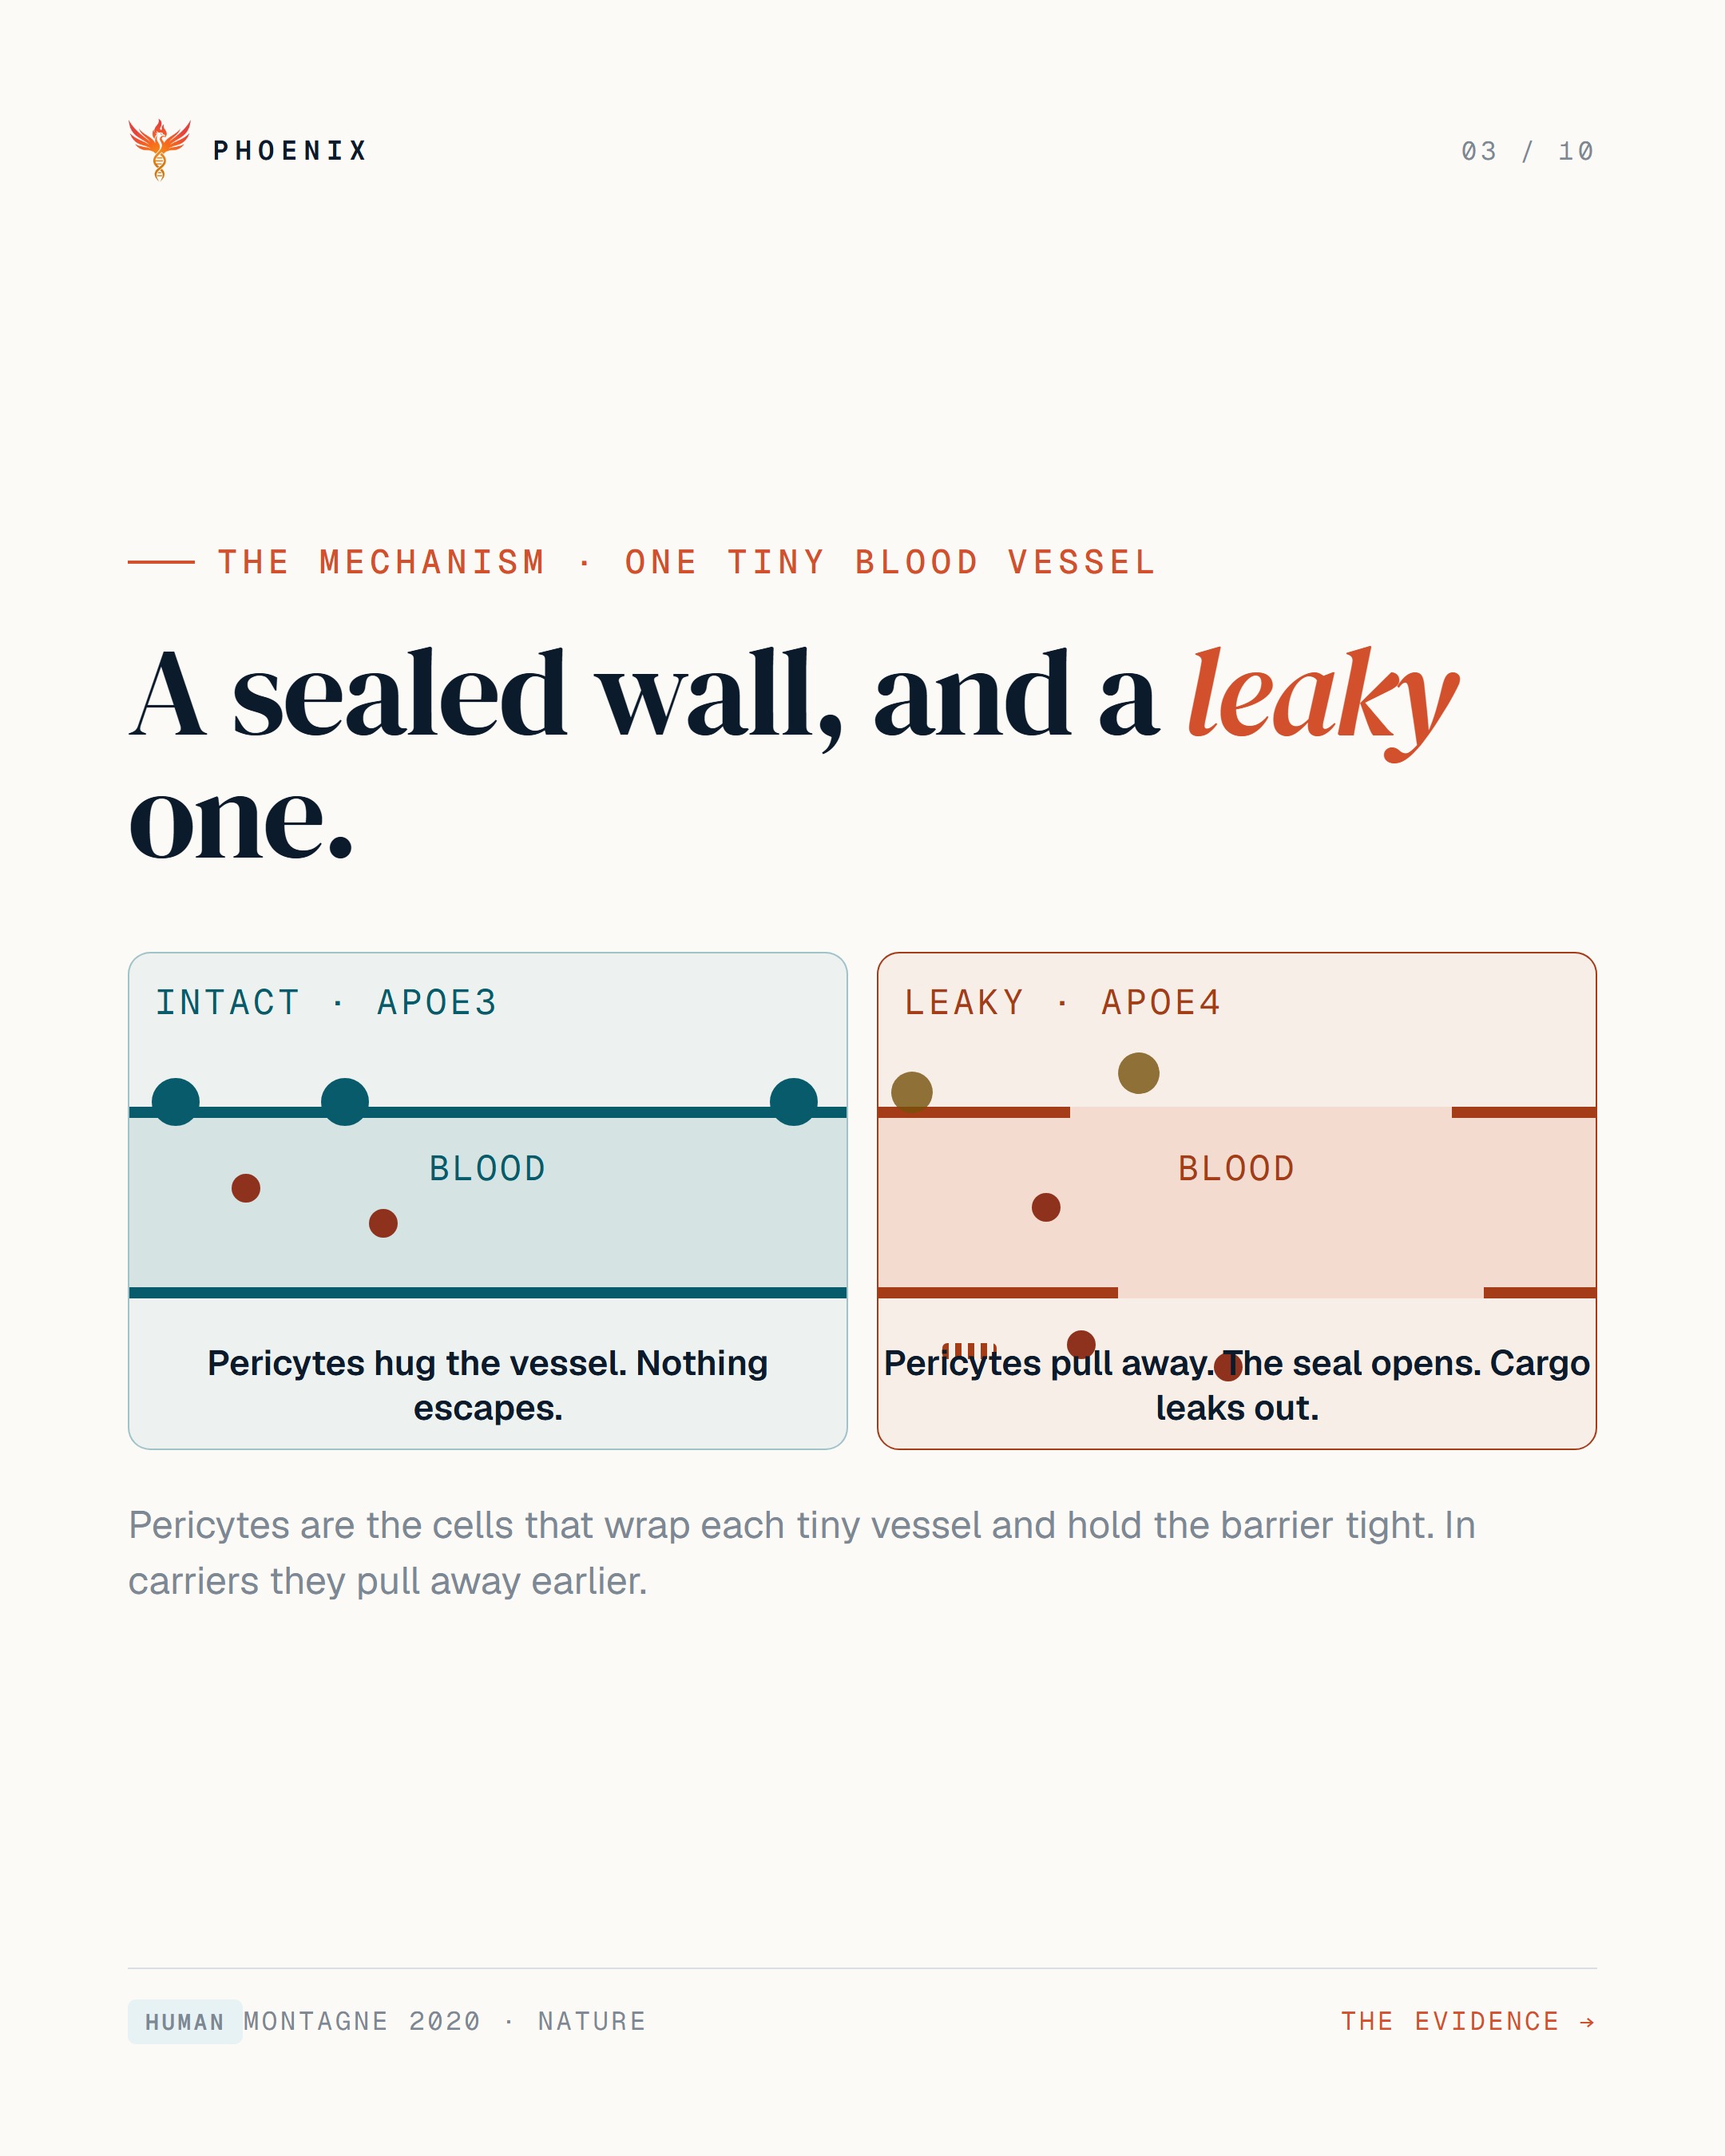 PHOENIX
03 / 10
THE MECHANISM · ONE TINY BLOOD VESSEL
A sealed wall, and a leaky
one.
INTACT · APOE3
BLOOD
Pericytes hug the vessel. Nothing
escapes.
LEAKY · APOE4
BLOOD
Pericytes pull away. The seal opens. Cargo
leaks out.
Pericytes are the cells that wrap each tiny vessel and hold the barrier tight. In
carriers they pull away earlier.
HUMAN MONTAGNE 2020 · NATURE
THE EVIDENCE →